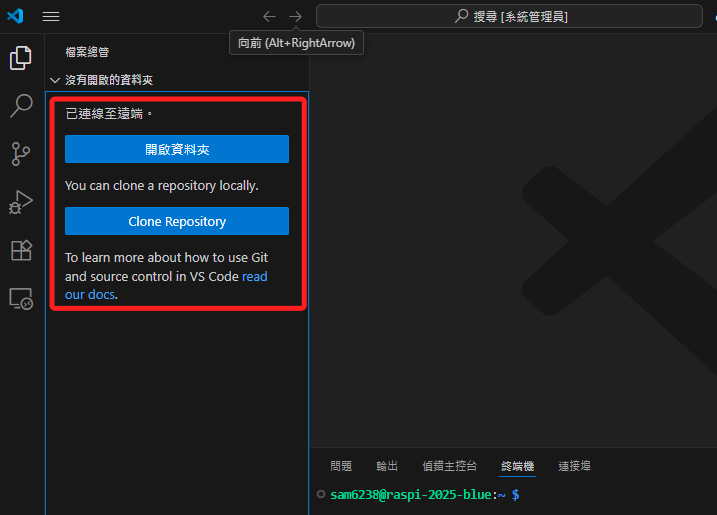 搜尋 [系統管理員]
向前 (Alt+RightArrow)
檔案總管
沒有開啟的資料夾
已連線至遠端。
開啟資料夾
You can clone a repository locally.
Clone Repository
To learn more about how to use Git
and source control in VS Code read
our docs.
問題 輸出 偵錯主控台 終端機 連接埠
sam6238@raspi-2025-blue:~ $